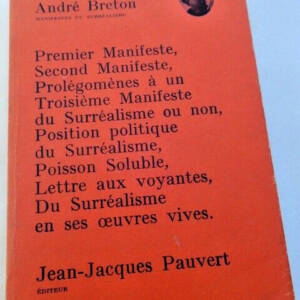 André Breton
MANIFESTES DU SURRÉALISME
Premier Manifeste,
Second Manifeste,
Prolégomènes à un
Troisième Manifeste
du Surréalisme ou non,
Position politique
du Surréalisme,
Poisson Soluble,
Lettre aux voyantes,
Du Surréalisme
en ses œuvres vives.
Jean-Jacques Pauvert
ÉDITEUR